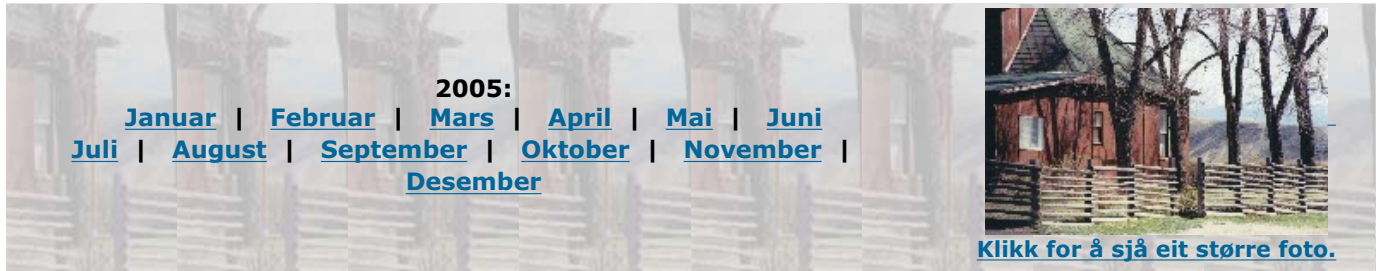 2005:
Januar | Februar | Mars | April | Mai | Juni
Juli | August | September | Oktober | November |
Desember
Klikk for å sjå eit større foto.